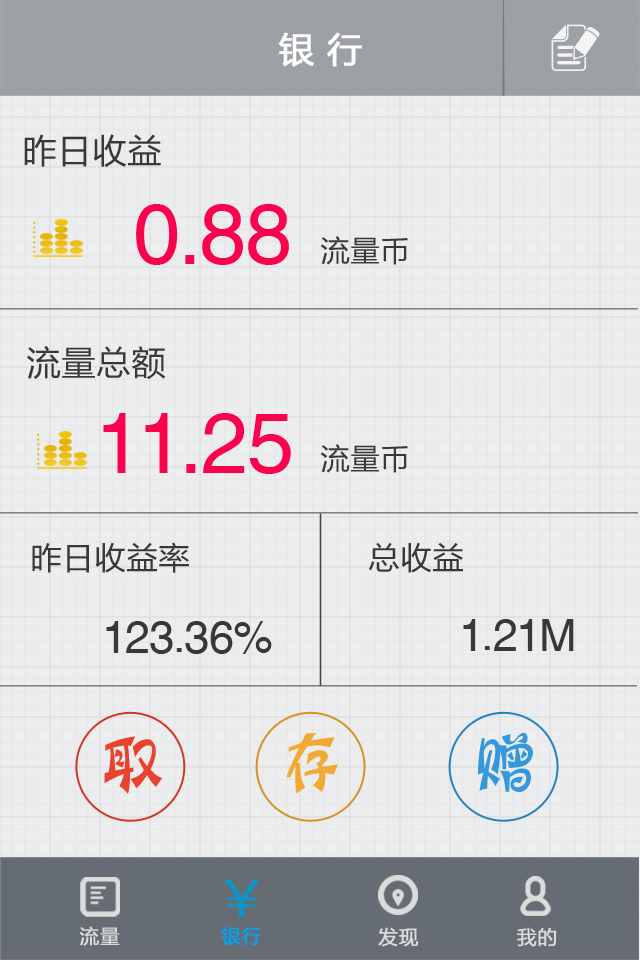 银行
昨日收益
0.88 流量币
流量总额
11.25 流量币
昨日收益率 总收益
123.36% 1.21M
取 存 赠
¥
流量 银行 发现 我的